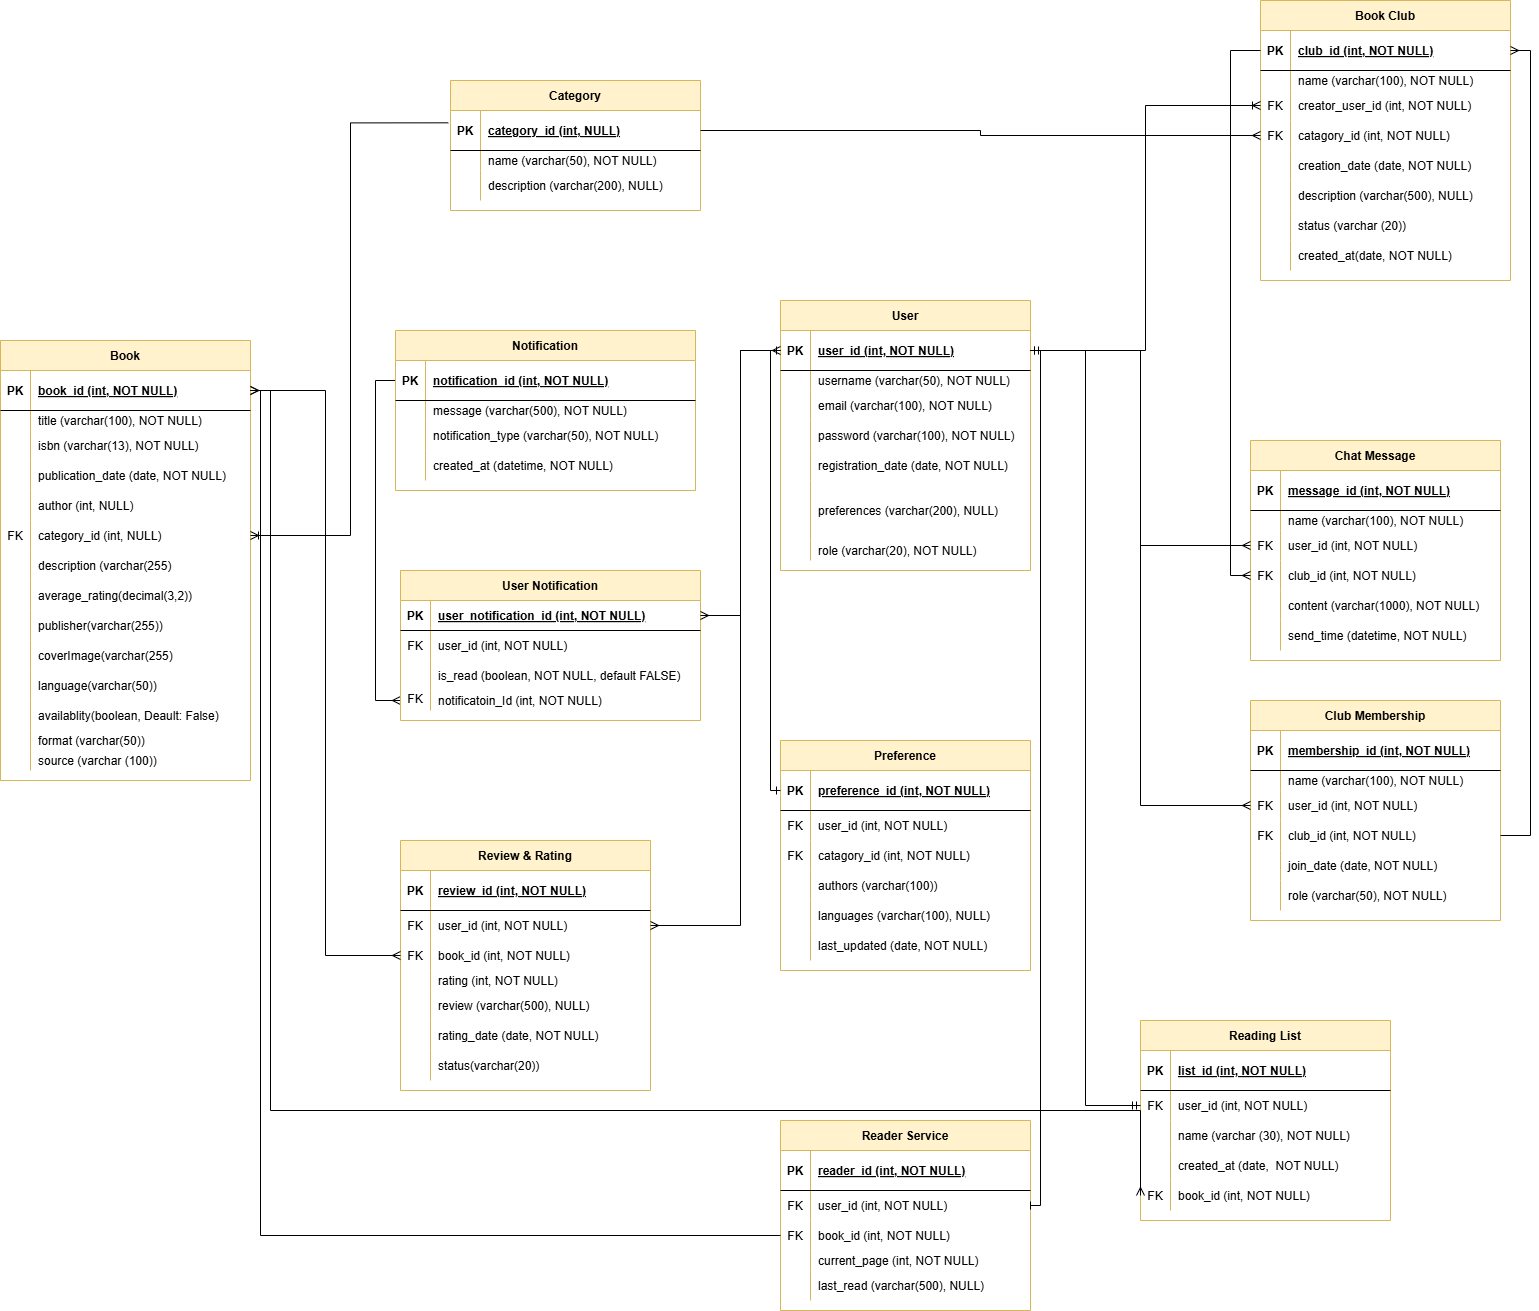 Book Club
PK club_id (int, NOT NULL)
name (varchar(100), NOT NULL)
FK creator_user_id (int, NOT NULL)
FK catagory_id (int, NOT NULL)
creation_date (date, NOT NULL)
description (varchar(500), NULL)
status (varchar (20))
created_at(date, NOT NULL)
Category
PK category_id (int, NULL)
name (varchar(50), NOT NULL)
description (varchar(200), NULL)
User
PK user_id (int, NOT NULL)
username (varchar(50), NOT NULL)
email (varchar(100), NOT NULL)
password (varchar(100), NOT NULL)
registration_date (date, NOT NULL)
preferences (varchar(200), NULL)
role (varchar(20), NOT NULL)
Notification
PK notification_id (int, NOT NULL)
message (varchar(500), NOT NULL)
notification_type (varchar(50), NOT NULL)
created_at (datetime, NOT NULL)
Book
PK book_id (int, NOT NULL)
title (varchar(100), NOT NULL)
isbn (varchar(13), NOT NULL)
publication_date (date, NOT NULL)
author (int, NULL)
FK category_id (int, NULL)
description (varchar(255)
average_rating(decimal(3,2))
publisher(varchar(255))
coverImage(varchar(255)
language(varchar(50))
availablity(boolean, Deault: False)
format (varchar(50))
source (varchar (100))
Chat Message
PK message_id (int, NOT NULL)
name (varchar(100), NOT NULL)
FK user_id (int, NOT NULL)
FK club_id (int, NOT NULL)
content (varchar(1000), NOT NULL)
send_time (datetime, NOT NULL)
User Notification
PK user_notification_id (int, NOT NULL)
FK user_id (int, NOT NULL)
is_read (boolean, NOT NULL, default FALSE)
FK notificatoin_Id (int, NOT NULL)
Club Membership
PK membership_id (int, NOT NULL)
name (varchar(100), NOT NULL)
FK user_id (int, NOT NULL)
FK club_id (int, NOT NULL)
join_date (date, NOT NULL)
role (varchar(50), NOT NULL)
Preference
PK preference_id (int, NOT NULL)
FK user_id (int, NOT NULL)
FK catagory_id (int, NOT NULL)
authors (varchar(100))
languages (varchar(100), NULL)
last_updated (date, NOT NULL)
Review & Rating
PK review_id (int, NOT NULL)
FK user_id (int, NOT NULL)
FK book_id (int, NOT NULL)
rating (int, NOT NULL)
review (varchar(500), NULL)
rating_date (date, NOT NULL)
status(varchar(20))
Reading List
PK list_id (int, NOT NULL)
FK user_id (int, NOT NULL)
name (varchar (30), NOT NULL)
created_at (date, NOT NULL)
FK book_id (int, NOT NULL)
Reader Service
PK reader_id (int, NOT NULL)
FK user_id (int, NOT NULL)
FK book_id (int, NOT NULL)
current_page (int, NOT NULL)
last_read (varchar(500), NULL)